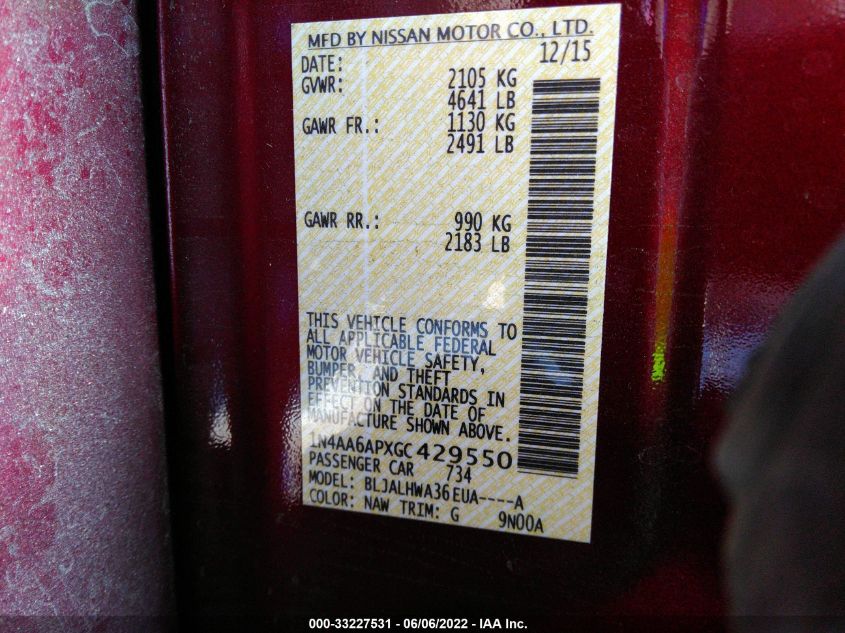 MFD BY NISSAN MOTOR CO., LTD.
DATE: 12/15
GVWR: 2105 KG
4641 LB
GAWR FR.: 1130 KG
2491 LB
GAWR RR.: 990 KG
2183 LB
THIS VEHICLE CONFORMS TO
ALL APPLICABLE FEDERAL
MOTOR VEHICLE SAFETY,
BUMPER, AND THEFT
PREVENTION STANDARDS IN
EFFECT ON THE DATE OF
MANUFACTURE SHOWN ABOVE.
1N4AA6APXGC429550
PASSENGER CAR 734
MODEL: BLJALHWA36EUA----A
COLOR: NAW TRIM: G 9N00A
000-33227531 - 06/06/2022 - IAA Inc.